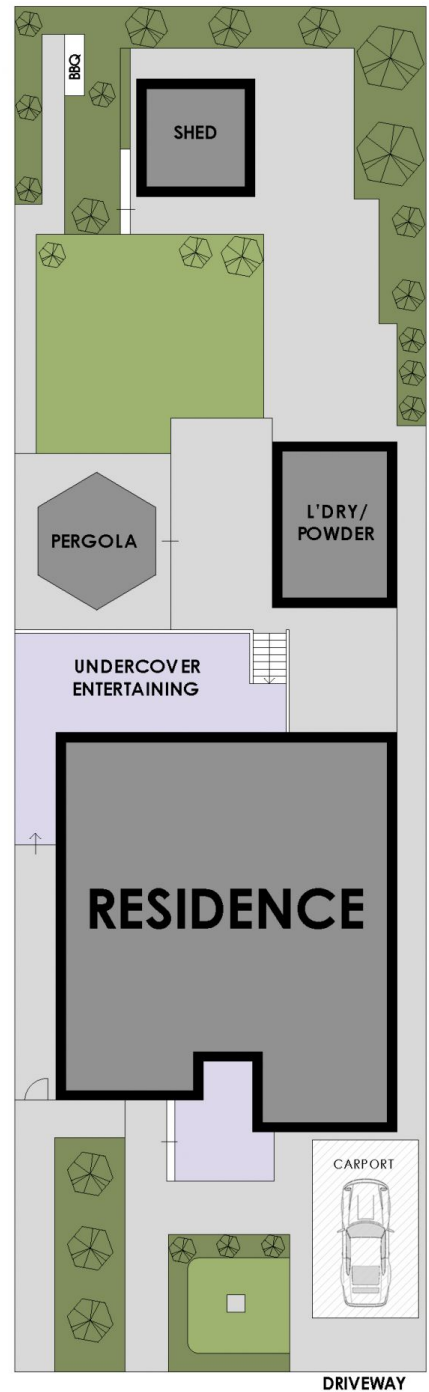 BBQ
SHED
L'DRY/
POWDER
PERGOLA
UNDERCOVER
ENTERTAINING
RESIDENCE
CARPORT
DRIVEWAY